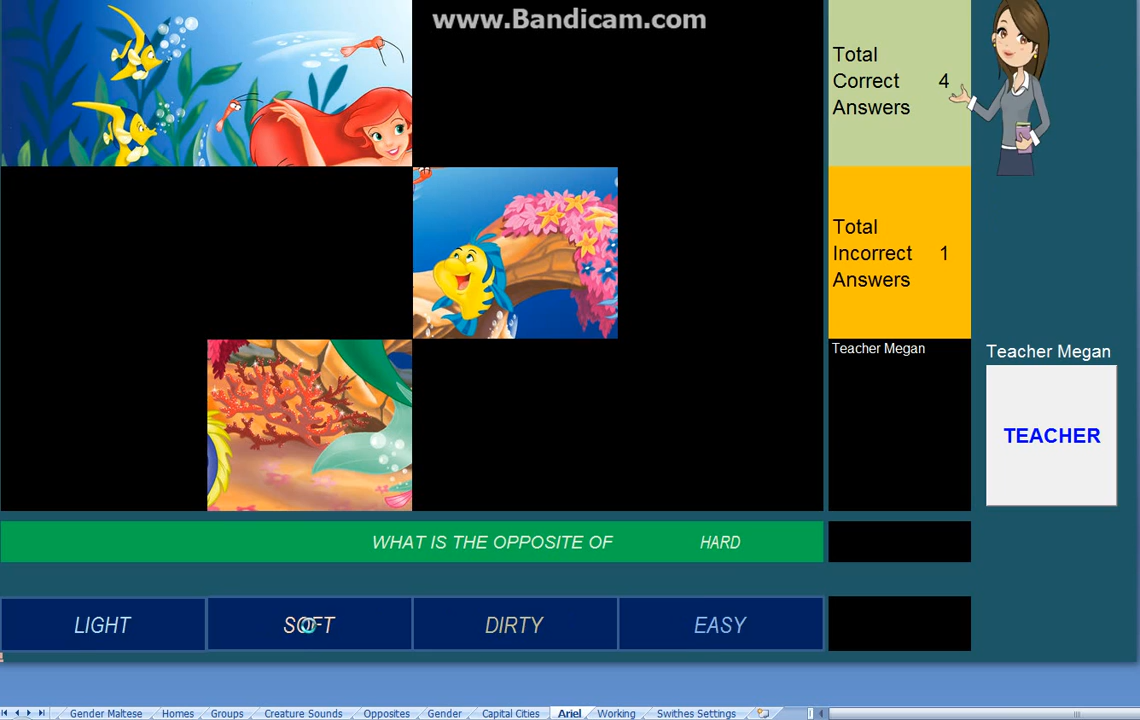 www.Bandicam.com
Total
Correct 4
Answers
Total
Incorrect 1
Answers
Teacher Megan
Teacher Megan
TEACHER
WHAT IS THE OPPOSITE OF HARD
LIGHT SOFT DIRTY EASY
Gender Maltese Homes Groups Creature Sounds Opposites Gender Capital Cities Ariel Working Swithes Settings